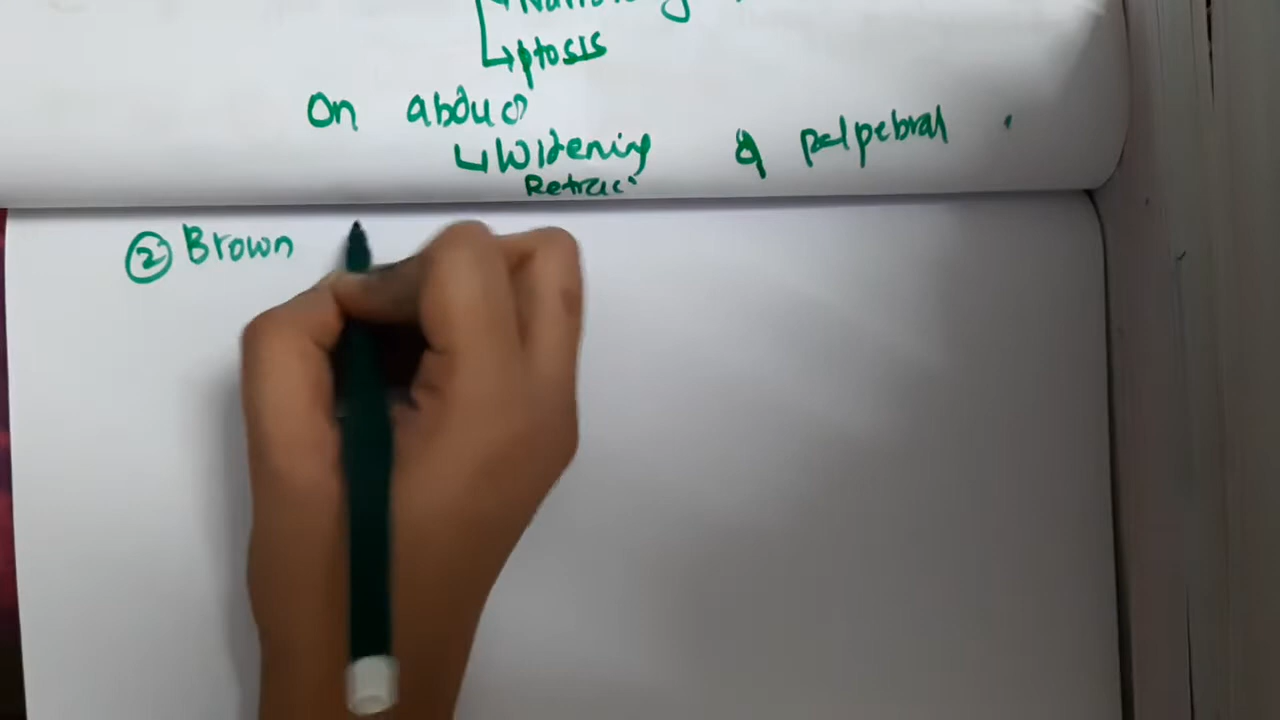 ptosis
On abduc
Widening of palpebral
Retrac
② Brown